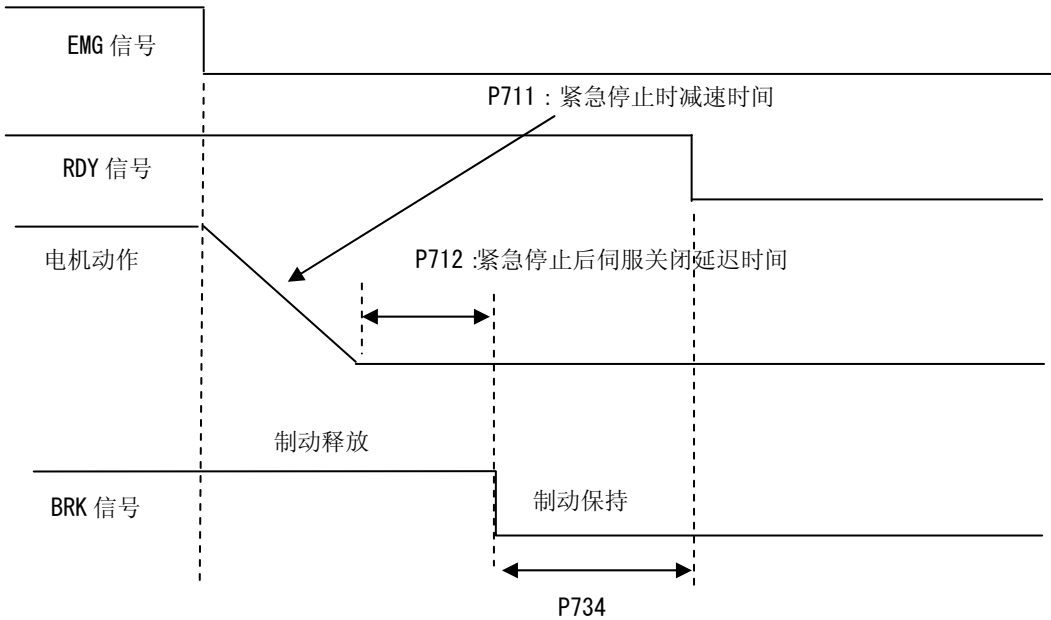 EMG 信号
P711：紧急停止时减速时间
RDY 信号
电机动作
P712：紧急停止后伺服关闭延迟时间
制动释放
BRK 信号
制动保持
P734